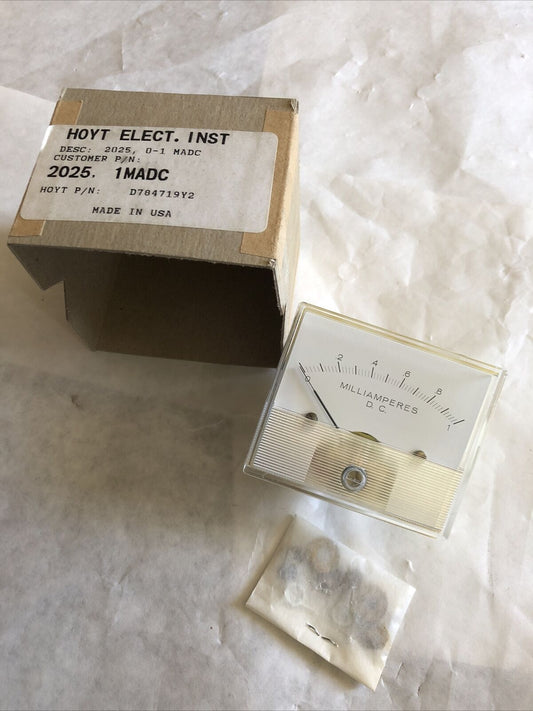 HOYT ELECT. INST
DESC: 2025, 0-1 MADC
CUSTOMER P/N:
2025. 1MADC
HOYT P/N: D784719Y2
MADE IN USA
0 .2 .4 .6 .8 1
MILLIAMPERES
D. C.